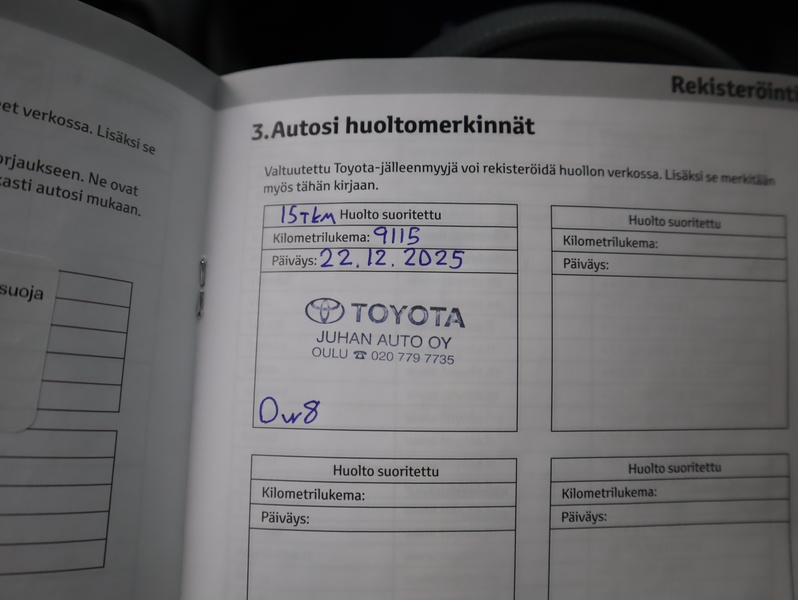 et verkossa. Lisäksi se
orjaukseen. Ne ovat
kasti autosi mukaan.
suoja
Rekisteröinti
3. Autosi huoltomerkinnät
Valtuutettu Toyota-jälleenmyyjä voi rekisteröidä huollon verkossa. Lisäksi se merkitään
myös tähän kirjaan.
15TKM Huolto suoritettu
Kilometrilukema: 9115
Päiväys: 22.12.2025
TOYOTA
JUHAN AUTO OY
OULU ☎ 020 779 7735
0w8
Huolto suoritettu
Kilometrilukema:
Päiväys:
Huolto suoritettu
Kilometrilukema:
Päiväys:
Huolto suoritettu
Kilometrilukema:
Päiväys: